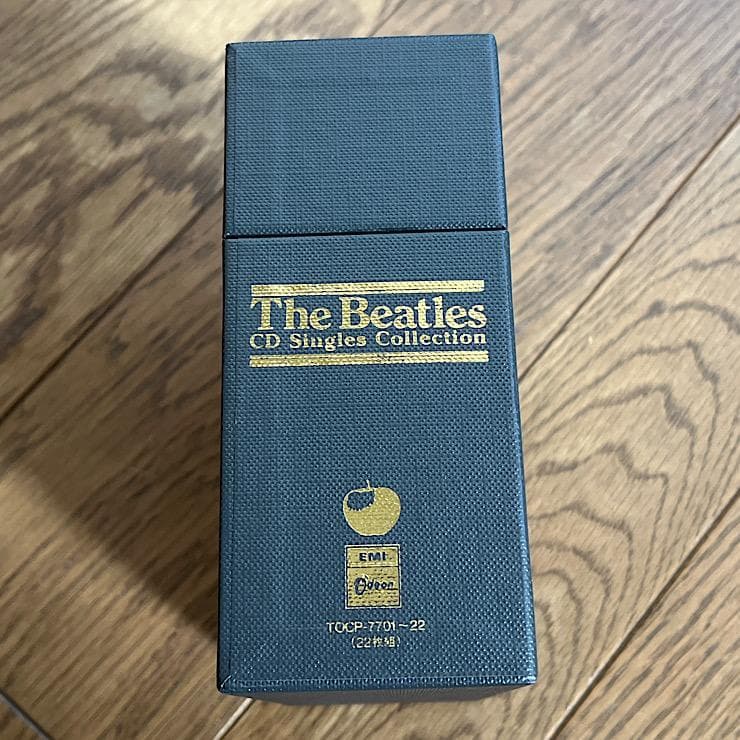 The Beatles
CD Singles Collection
EMI
Odeon
TOCP-7701~22
(22枚組)